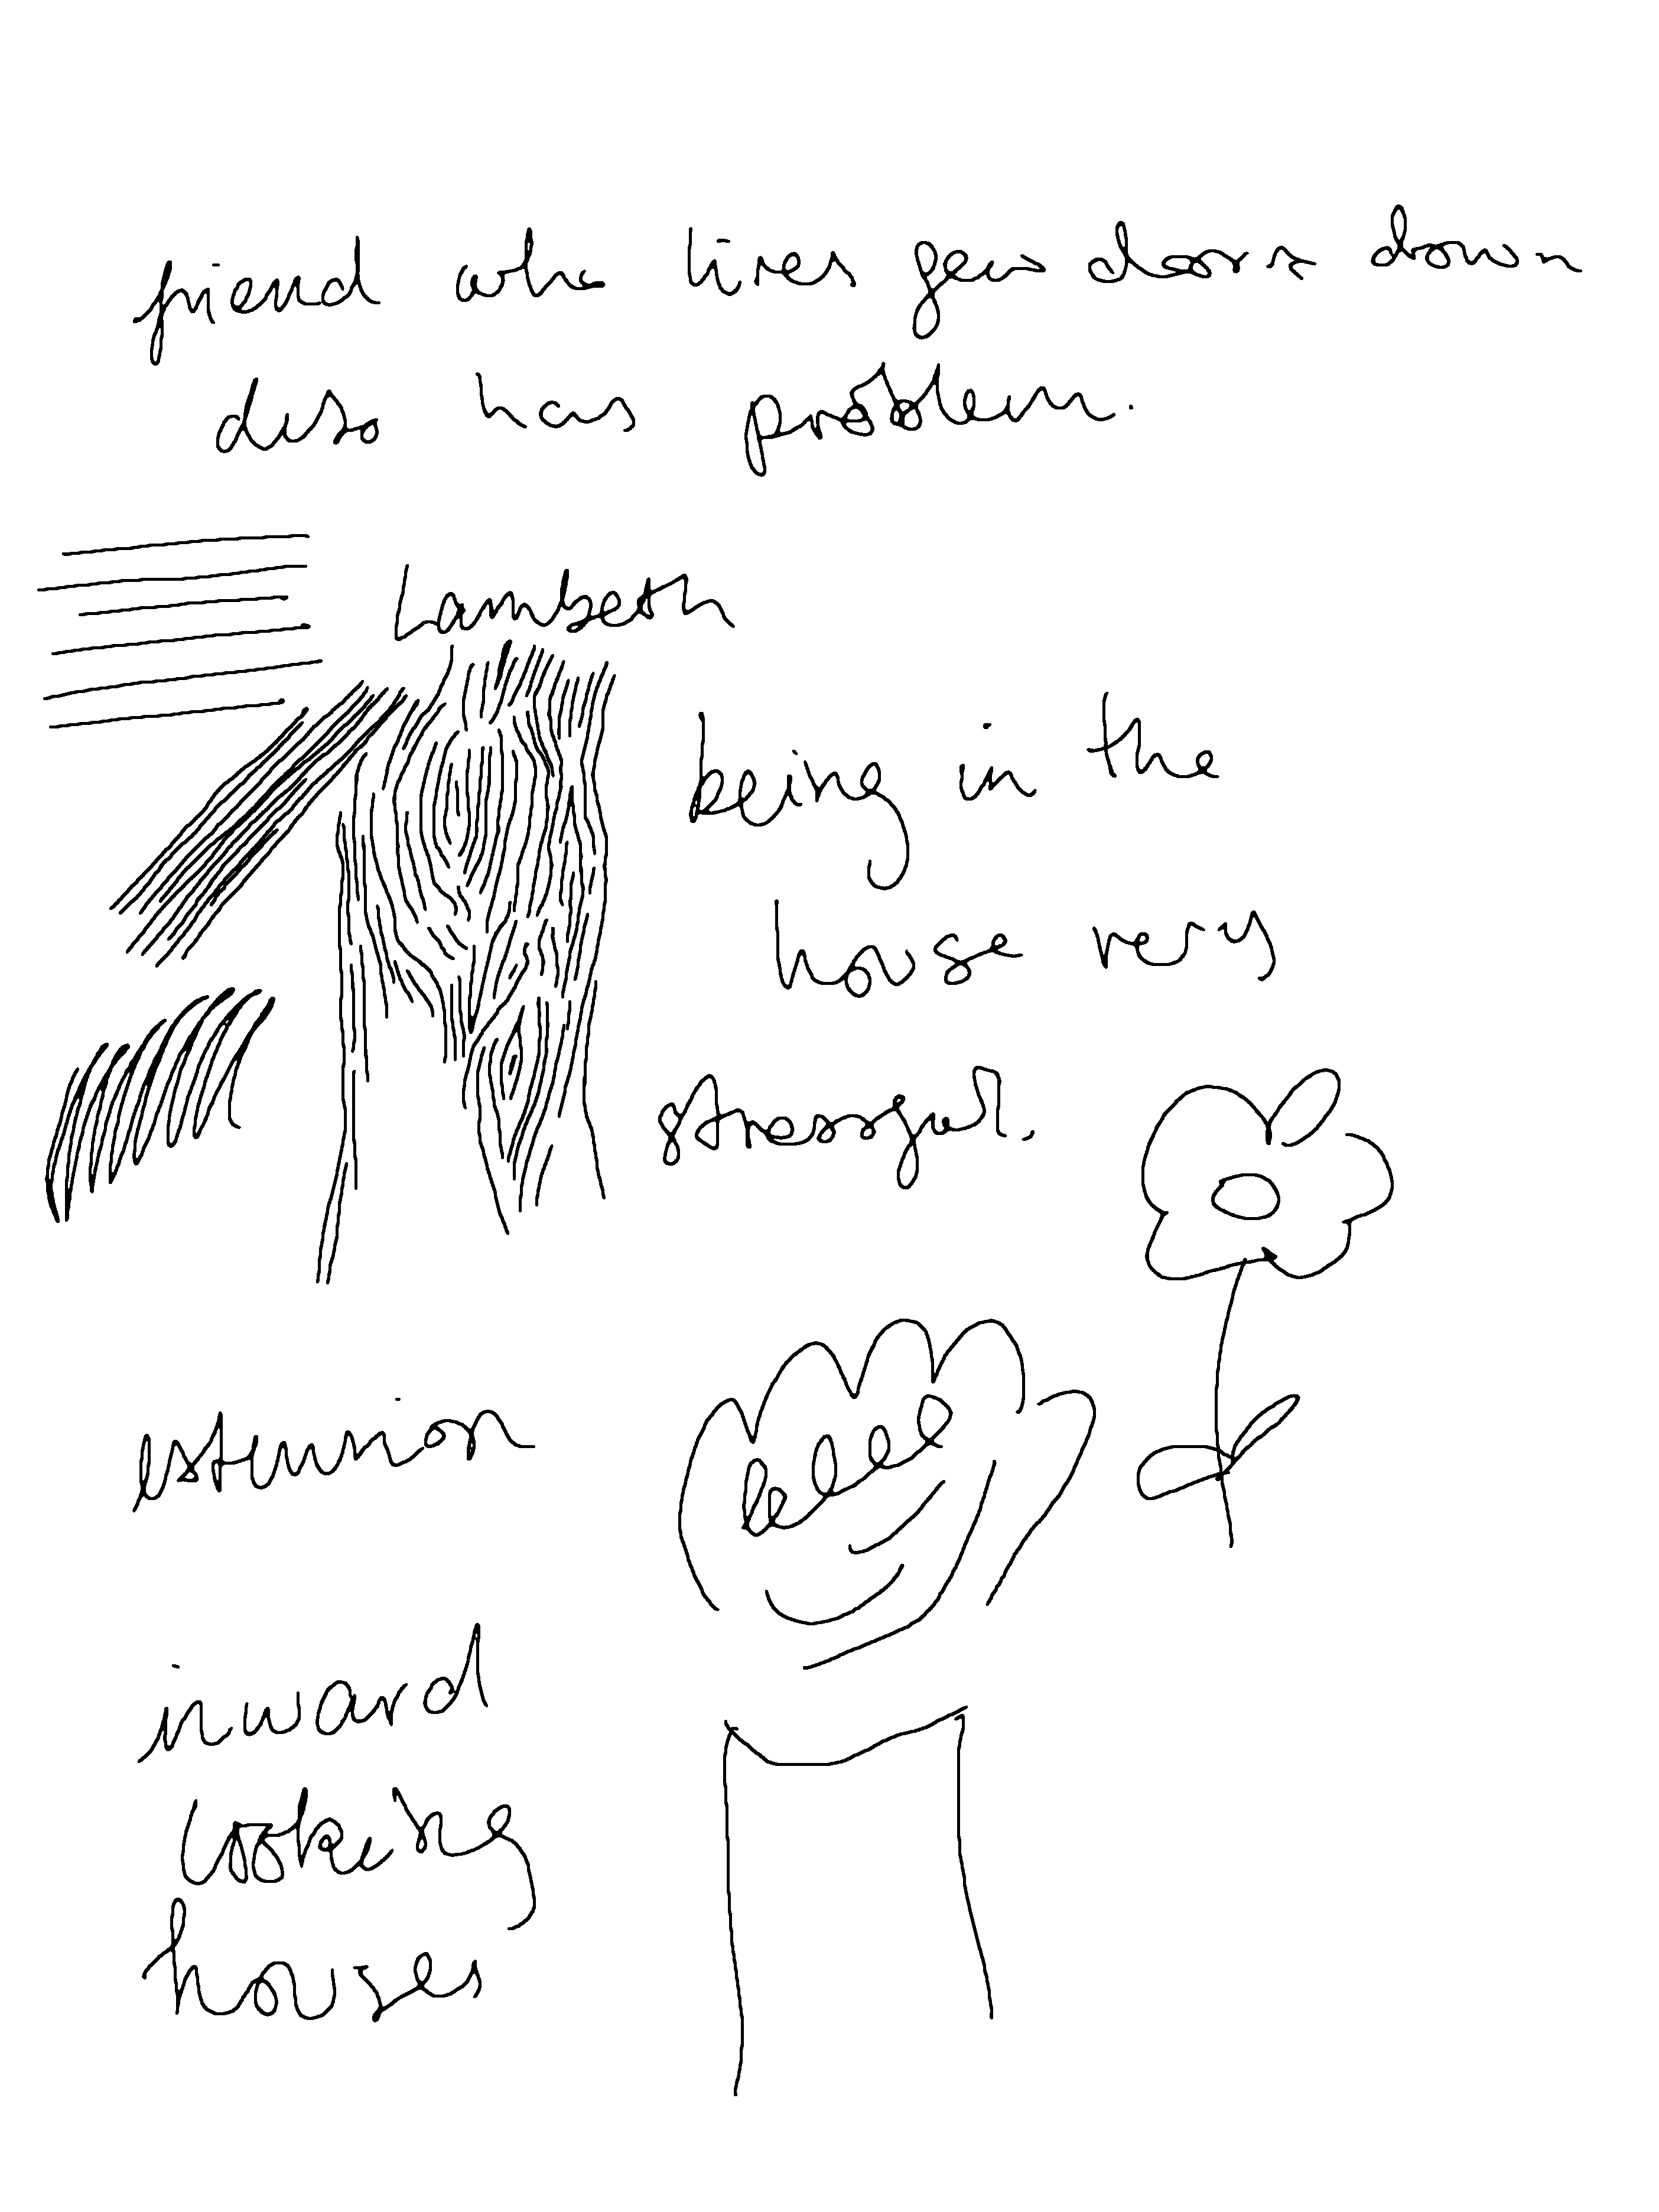 friend who lives few doors down
also has problem.
Lambeth
being in the
house very
stressful.
inward
looking
houses